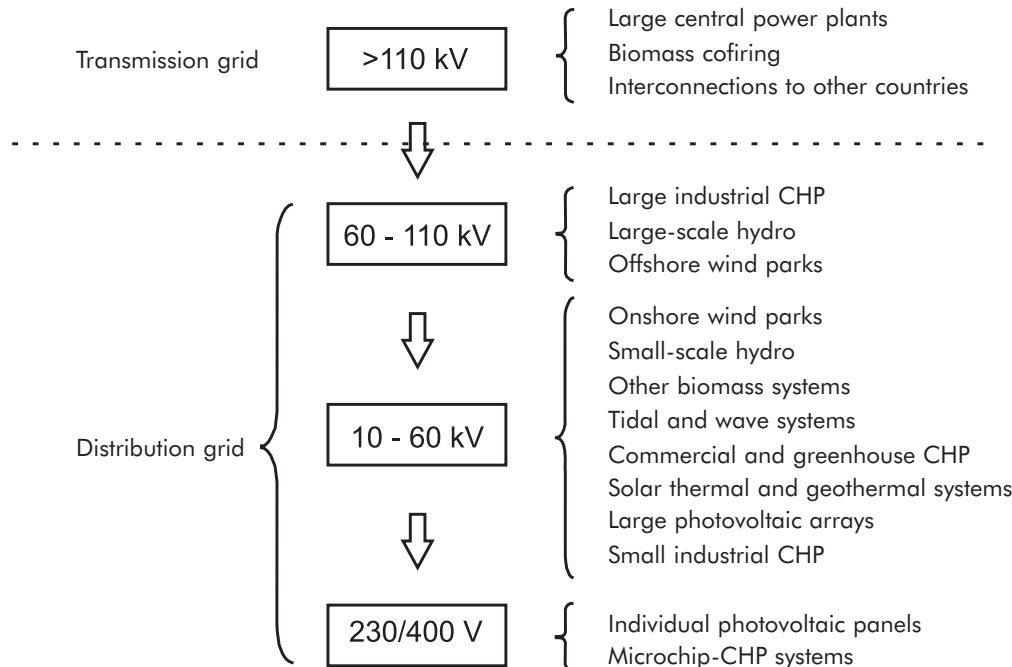 Transmission grid
>110 kV
Large central power plants
Biomass cofiring
Interconnections to other countries
Distribution grid
60 - 110 kV
Large industrial CHP
Large-scale hydro
Offshore wind parks
10 - 60 kV
Onshore wind parks
Small-scale hydro
Other biomass systems
Tidal and wave systems
Commercial and greenhouse CHP
Solar thermal and geothermal systems
Large photovoltaic arrays
Small industrial CHP
230/400 V
Individual photovoltaic panels
Microchip-CHP systems